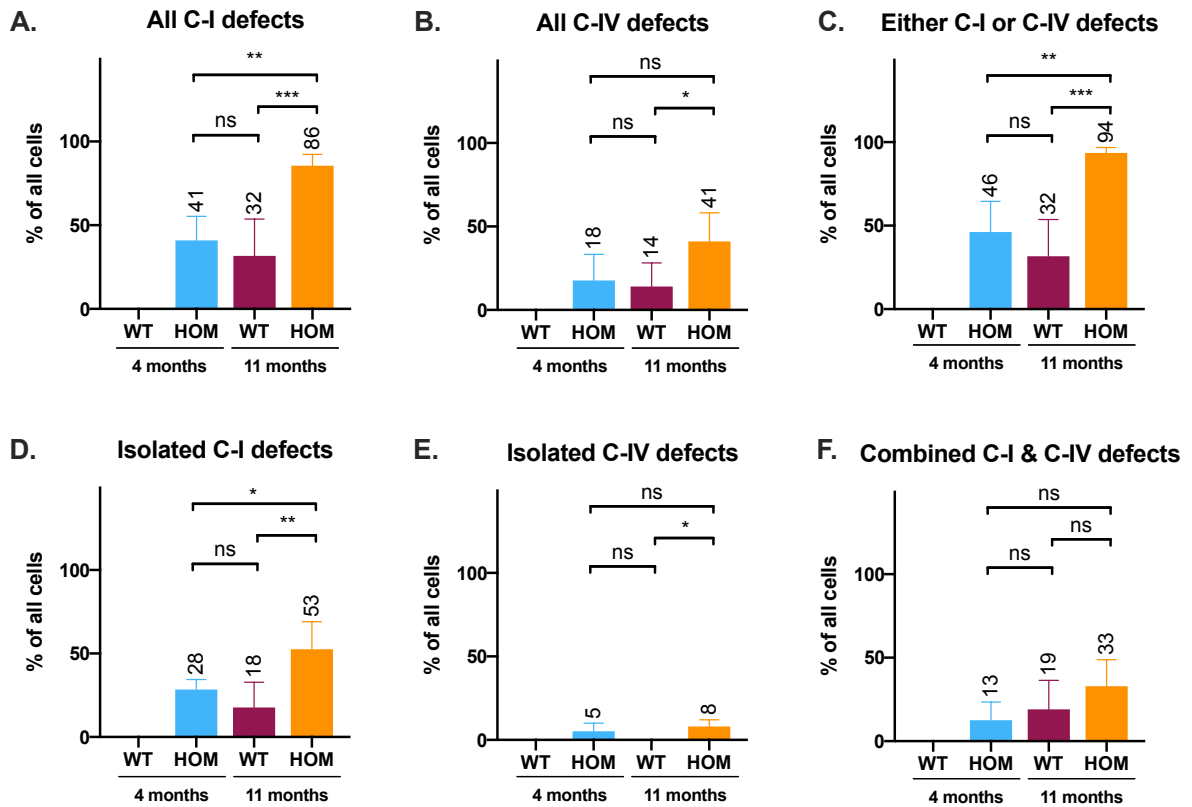 A.
All C-I defects
**
***
ns
86
41
32
100
50
0
% of all cells
WT HOM WT HOM
4 months 11 months
B.
All C-IV defects
ns
*
ns
41
18
14
100
50
0
% of all cells
WT HOM WT HOM
4 months 11 months
C.
Either C-I or C-IV defects
**
***
ns
94
46
32
100
50
0
% of all cells
WT HOM WT HOM
4 months 11 months
D.
Isolated C-I defects
*
**
ns
53
28
18
100
50
0
% of all cells
WT HOM WT HOM
4 months 11 months
E.
Isolated C-IV defects
ns
*
ns
5
8
100
50
0
% of all cells
WT HOM WT HOM
4 months 11 months
F.
Combined C-I & C-IV defects
ns
ns
ns
33
13
19
100
50
0
% of all cells
WT HOM WT HOM
4 months 11 months